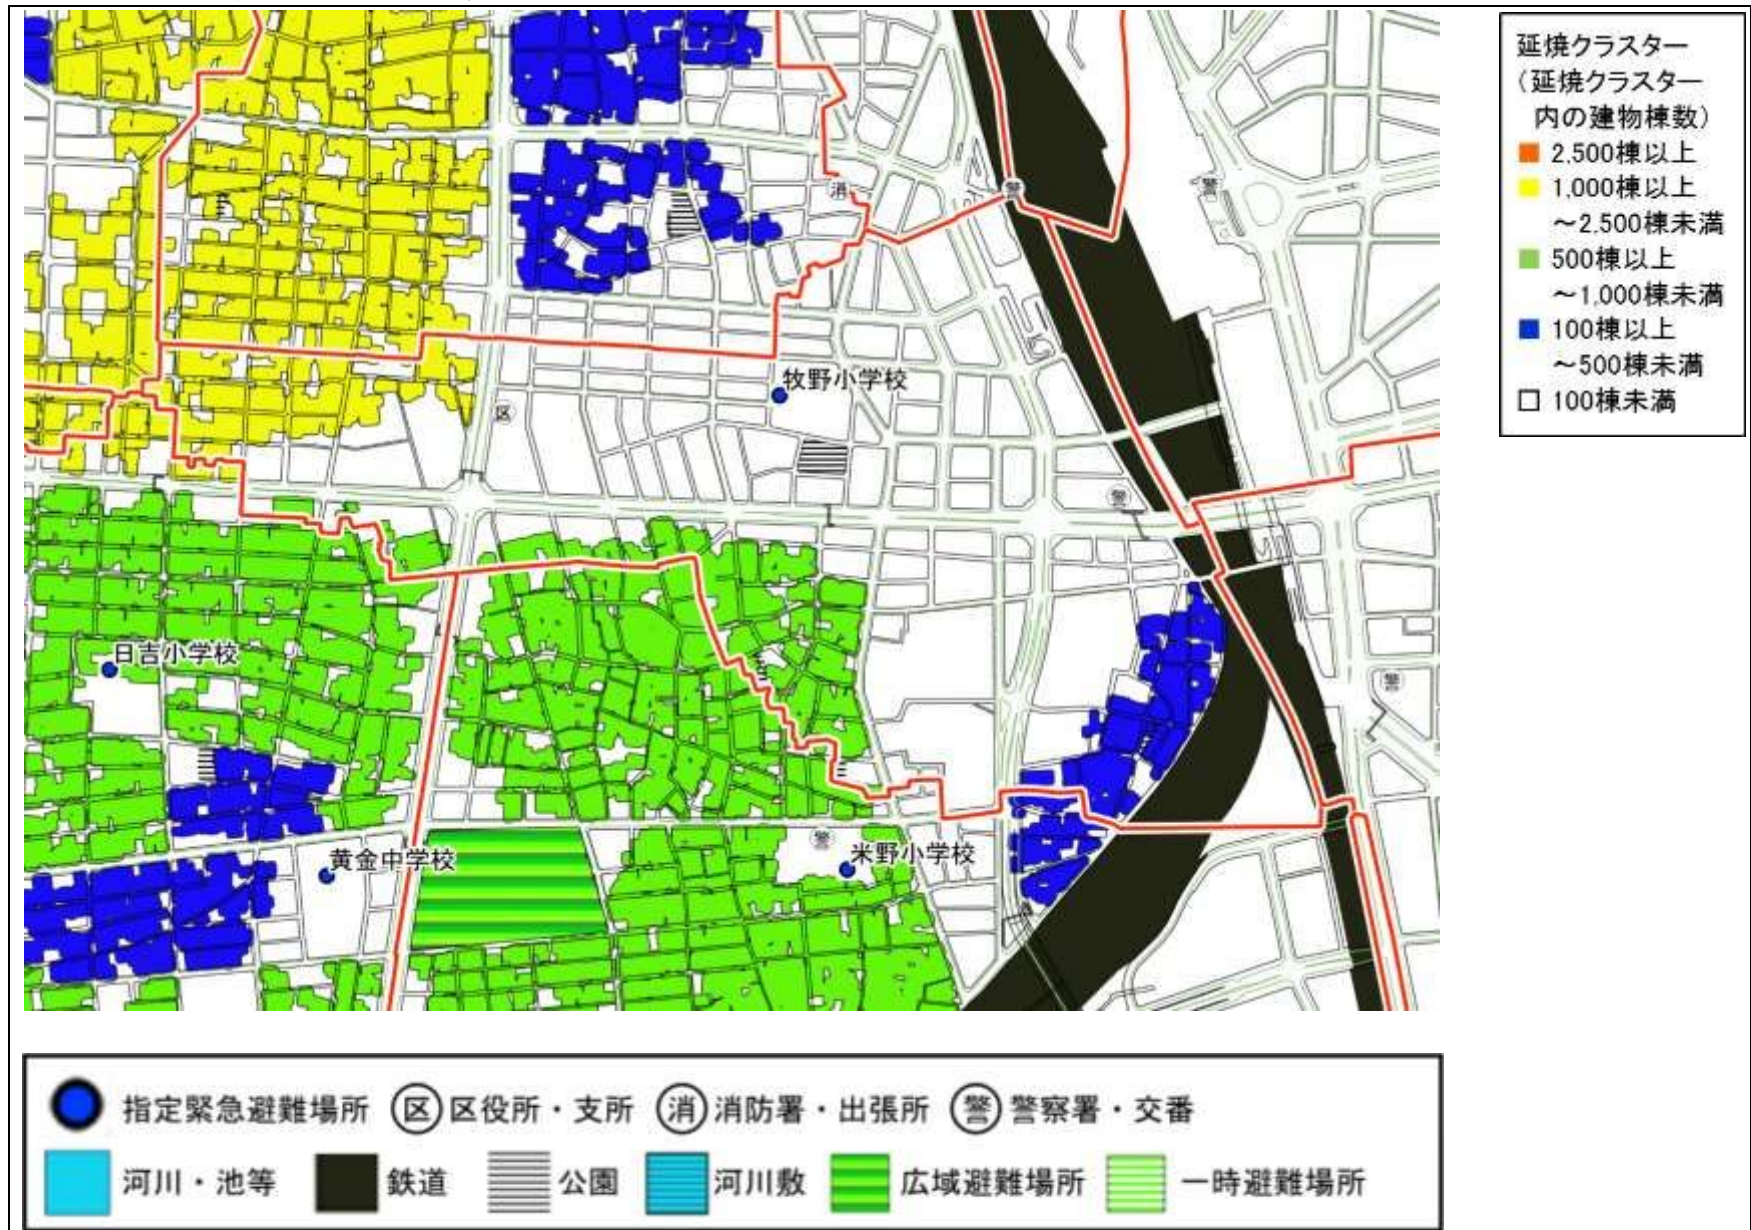 延焼クラスター
(延焼クラスター
内の建物棟数)
2,500棟以上
1,000棟以上
～2,500棟未満
500棟以上
～1,000棟未満
100棟以上
～500棟未満
100棟未満
消
警
警
牧野小学校
区
警
日吉小学校
警
黄金中学校
警
米野小学校
指定緊急避難場所
区 区役所・支所
消 消防署・出張所
警 警察署・交番
河川・池等
鉄道
公園
河川敷
広域避難場所
一時避難場所